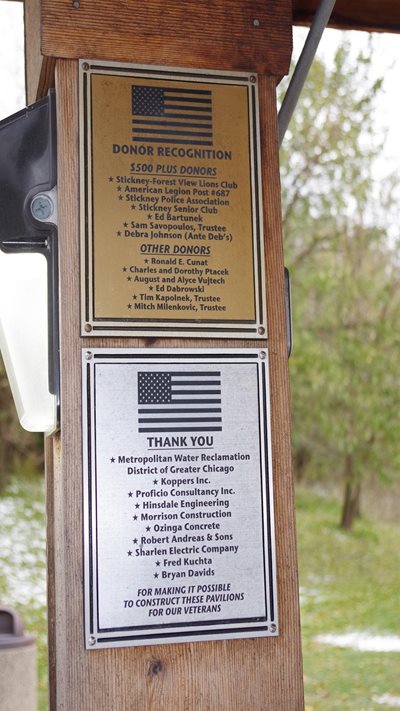 DONOR RECOGNITION
$500 PLUS DONORS
★ Stickney-Forest View Lions Club
★ American Legion Post #687
★ Stickney Police Association
★ Stickney Senior Club
★ Ed Bartunek
★ Sam Savopoulos, Trustee
★ Debra Johnson (Ante Deb's)
OTHER DONORS
★ Ronald E. Cunat
★ Charles and Dorothy Ptacek
★ August and Alyce Vujtech
★ Ed Dabrowski
★ Tim Kapolnek, Trustee
★ Mitch Milenkovic, Trustee
THANK YOU
★ Metropolitan Water Reclamation
District of Greater Chicago
★ Koppers Inc.
★ Proficio Consultancy Inc.
★ Hinsdale Engineering
★ Morrison Construction
★ Ozinga Concrete
★ Robert Andreas & Sons
★ Sharlen Electric Company
★ Fred Kuchta
★ Bryan Davids
FOR MAKING IT POSSIBLE
TO CONSTRUCT THESE PAVILIONS
FOR OUR VETERANS